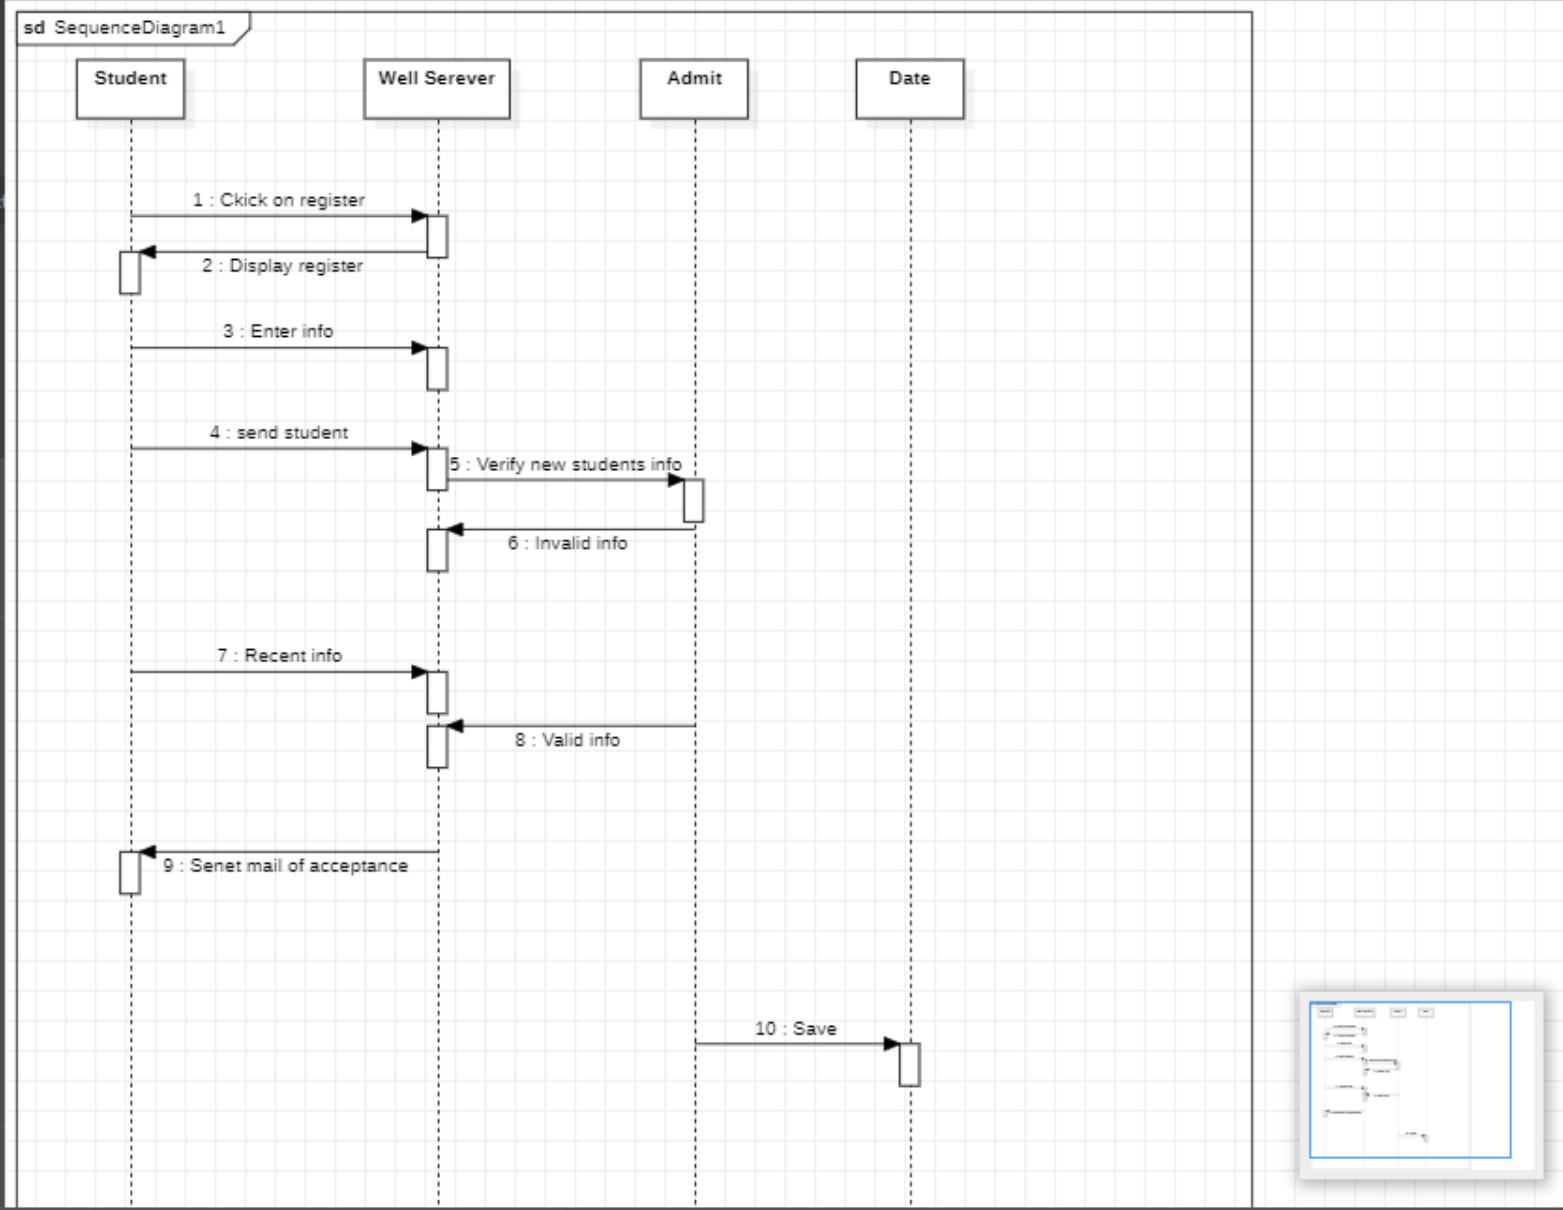 sd SequenceDiagram1
Student
Well Serever
Admit
Date
1 : Ckick on register
2 : Display register
3 : Enter info
4 : send student
5 : Verify new students info
6 : Invalid info
7 : Recent info
8 : Valid info
9 : Senet mail of acceptance
10 : Save